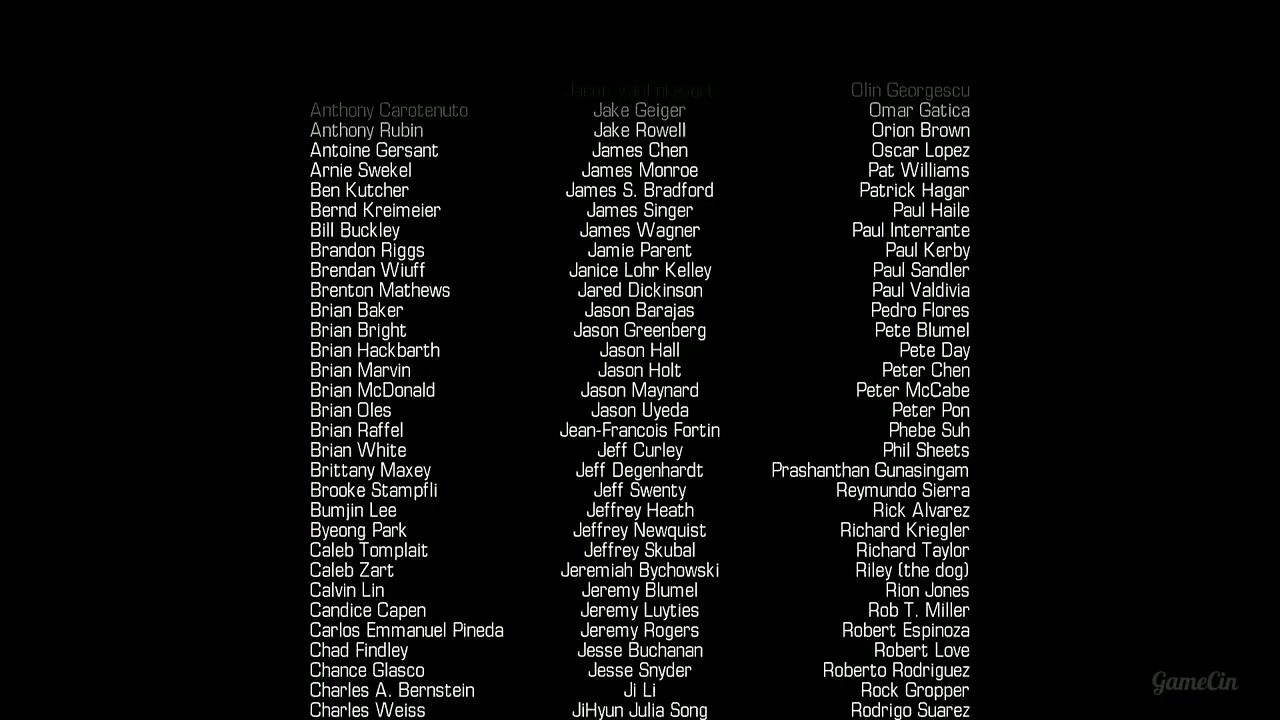 Olin Georgescu
Anthony Carotenuto Jake Geiger Omar Gatica
Anthony Rubin Jake Rowell Orion Brown
Antoine Gersant James Chen Oscar Lopez
Arnie Swekel James Monroe Pat Williams
Ben Kutcher James S. Bradford Patrick Hagar
Bernd Kreimeier James Singer Paul Haile
Bill Buckley James Wagner Paul Interrante
Brandon Riggs Jamie Parent Paul Kerby
Brendan Wiuff Janice Lohr Kelley Paul Sandler
Brenton Mathews Jared Dickinson Paul Valdivia
Brian Baker Jason Barajas Pedro Flores
Brian Bright Jason Greenberg Pete Blumel
Brian Hackbarth Jason Hall Pete Day
Brian Marvin Jason Holt Peter Chen
Brian McDonald Jason Maynard Peter McCabe
Brian Oles Jason Uyeda Peter Pon
Brian Raffel Jean-Francois Fortin Phebe Suh
Brian White Jeff Curley Phil Sheets
Brittany Maxey Jeff Degenhardt Prashanthan Gunasingam
Brooke Stampfli Jeff Swenty Reymundo Sierra
Bumjin Lee Jeffrey Heath Rick Alvarez
Byeong Park Jeffrey Newquist Richard Kriegler
Caleb Tomplait Jeffrey Skubal Richard Taylor
Caleb Zart Jeremiah Bychowski Riley (the dog)
Calvin Lin Jeremy Blumel Rion Jones
Candice Capen Jeremy Luyties Rob T. Miller
Carlos Emmanuel Pineda Jeremy Rogers Robert Espinoza
Chad Findley Jesse Buchanan Robert Love
Chance Glasco Jesse Snyder Roberto Rodriguez
Charles A. Bernstein Ji Li Rock Gropper
Charles Weiss JiHyun Julia Song Rodrigo Suarez
GameCin